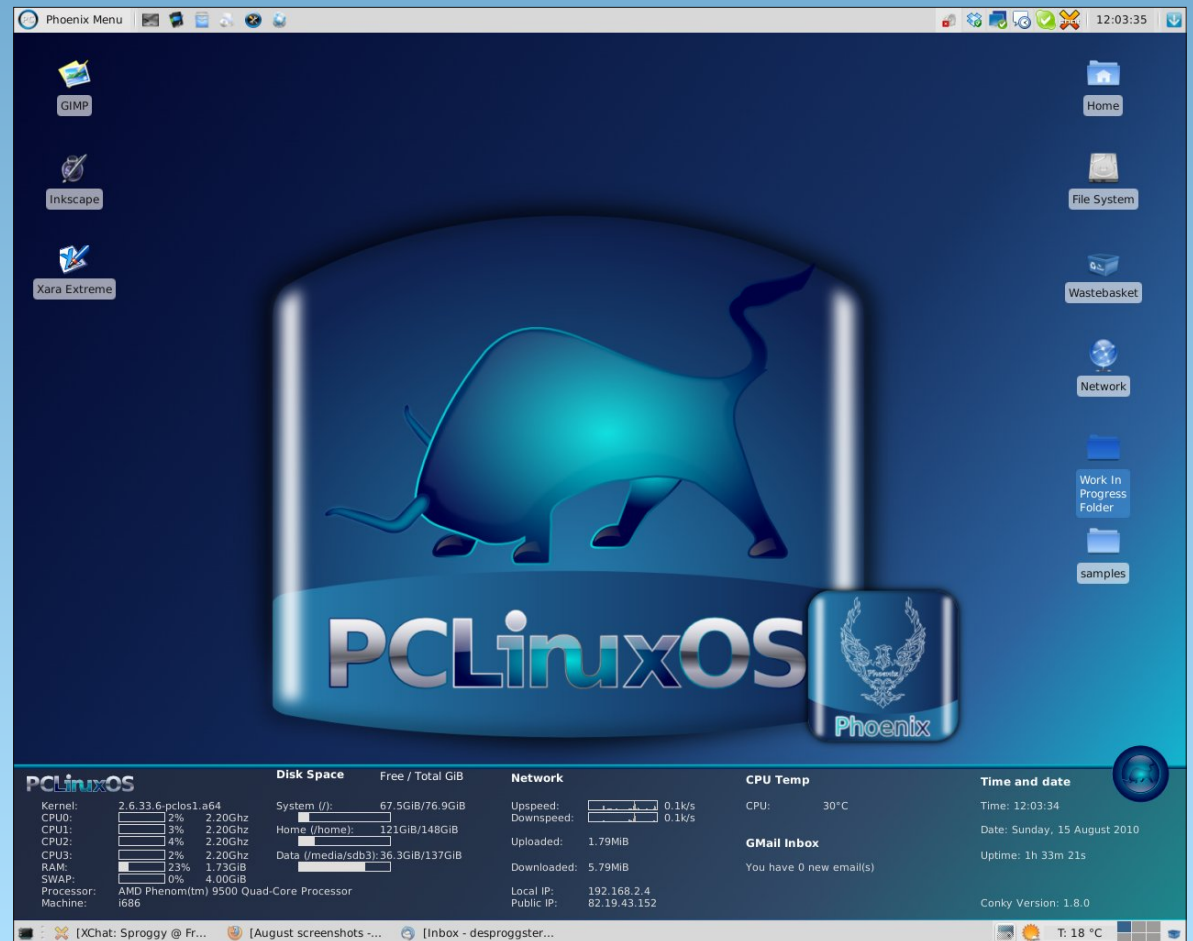 Phoenix Menu
12:03:35
GIMP
Inkscape
Xara Extreme
Home
File System
Wastebasket
Network
Work In
Progress
Folder
samples
PCLinuxOS
Phoenix
PCLinuxOS
Kernel: 2.6.33.6-pclos1.a64
CPU0: 2% 2.20Ghz
CPU1: 3% 2.20Ghz
CPU2: 4% 2.20Ghz
CPU3: 2% 2.20Ghz
RAM: 23% 1.73GiB
SWAP: 0% 4.00GiB
Processor: AMD Phenom(tm) 9500 Quad-Core Processor
Machine: i686
Disk Space Free / Total GiB
System (/): 67.5GiB/76.9GiB
Home (/home): 121GiB/148GiB
Data (/media/sdb3): 36.3GiB/137GiB
Network
Upspeed: 0.1k/s
Downspeed: 0.1k/s
Uploaded: 1.79MiB
Downloaded: 5.79MiB
Local IP: 192.168.2.4
Public IP: 82.19.43.152
CPU Temp
CPU: 30°C
GMail Inbox
You have 0 new email(s)
Time and date
Time: 12:03:34
Date: Sunday, 15 August 2010
Uptime: 1h 33m 21s
Conky Version: 1.8.0
[XChat: Sproggy @ Fr...
[August screenshots -...
[Inbox - desproggster...
T: 18 °C